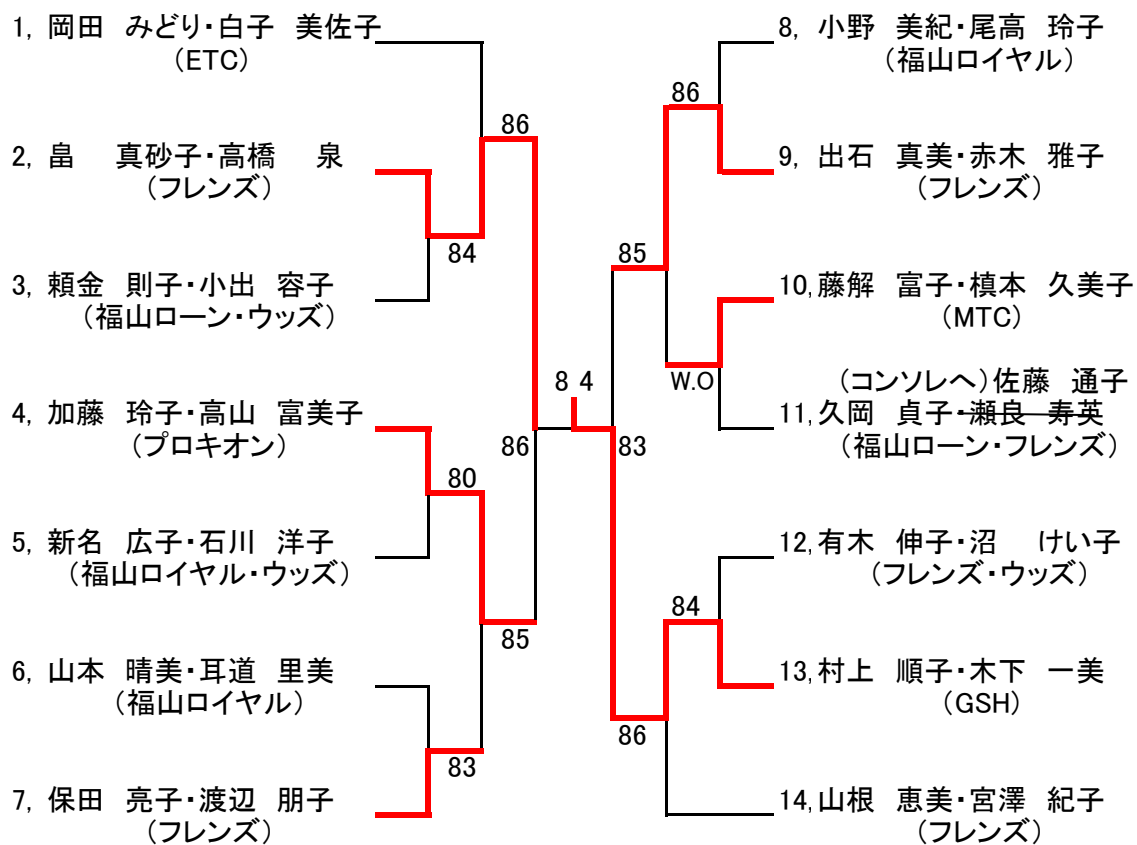 1, 岡田　みどり・白子　美佐子
(ETC)
86
2, 畠　真砂子・高橋　泉
(フレンズ)
84
3, 頼金　則子・小出　容子
(福山ローン・ウッズ)
4, 加藤　玲子・高山　富美子
(プロキオン)
86
80
5, 新名　広子・石川　洋子
(福山ロイヤル・ウッズ)
85
6, 山本　晴美・耳道　里美
(福山ロイヤル)
83
7, 保田　亮子・渡辺　朋子
(フレンズ)
8 4
8, 小野　美紀・尾高　玲子
(福山ロイヤル)
86
9, 出石　真美・赤木　雅子
(フレンズ)
85
10, 藤解　富子・槙本　久美子
(MTC)
W.O
(コンソレへ)佐藤　通子
11, 久岡　貞子・瀬良　寿英
(福山ローン・フレンズ)
83
12, 有木　伸子・沼　けい子
(フレンズ・ウッズ)
84
13, 村上　順子・木下　一美
(GSH)
86
14, 山根　恵美・宮澤　紀子
(フレンズ)